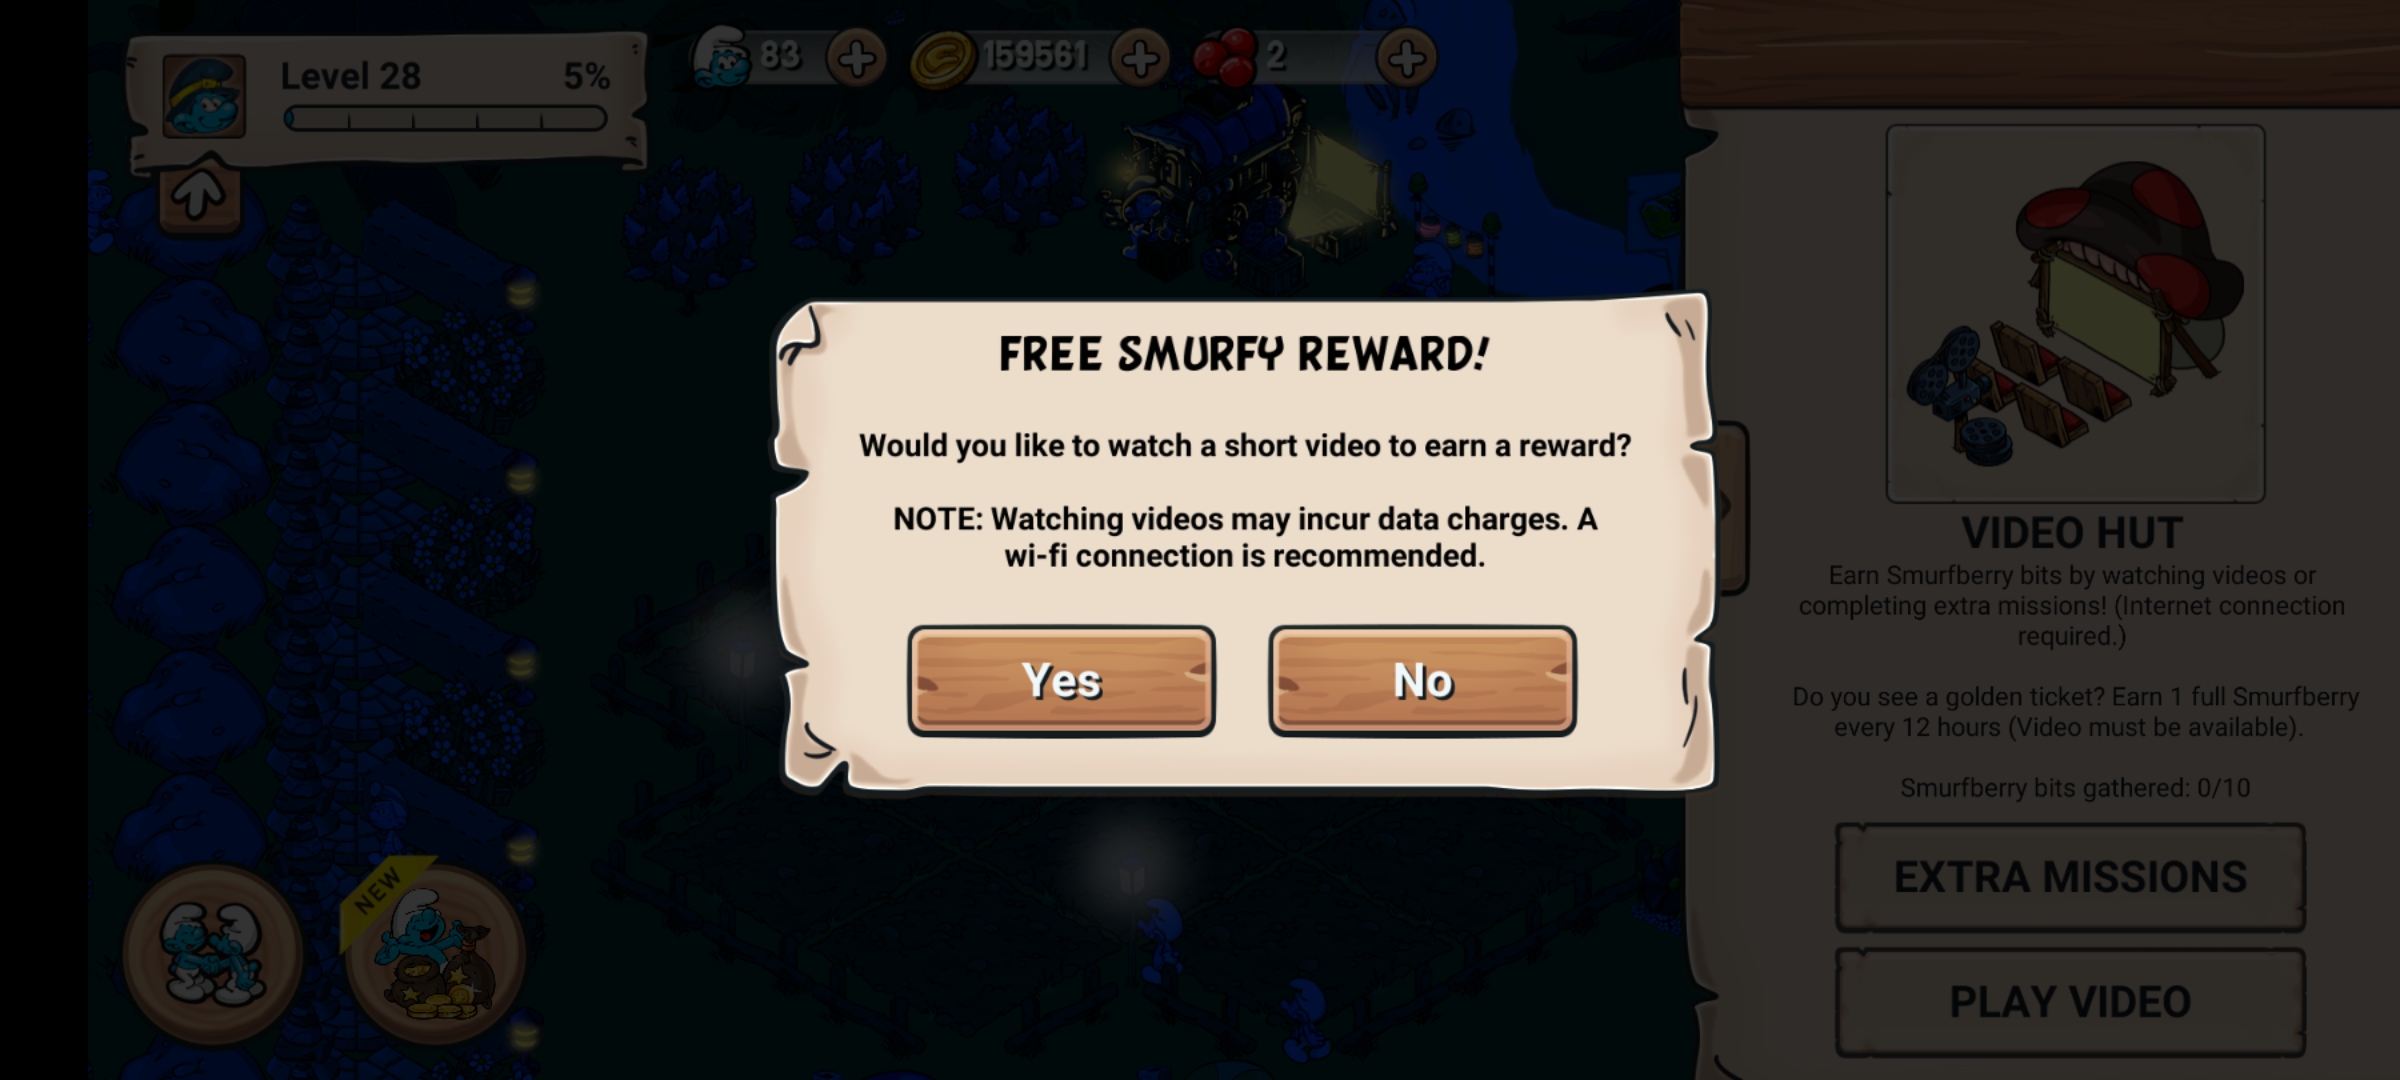 Level 28 5%
83
159561
2
FREE SMURFY REWARD!
Would you like to watch a short video to earn a reward?
NOTE: Watching videos may incur data charges. A
wi-fi connection is recommended.
Yes
No
VIDEO HUT
Earn Smurfberry bits by watching videos or
completing extra missions! (Internet connection
required.)
Do you see a golden ticket? Earn 1 full Smurfberry
every 12 hours (Video must be available).
Smurfberry bits gathered: 0/10
EXTRA MISSIONS
PLAY VIDEO
NEW